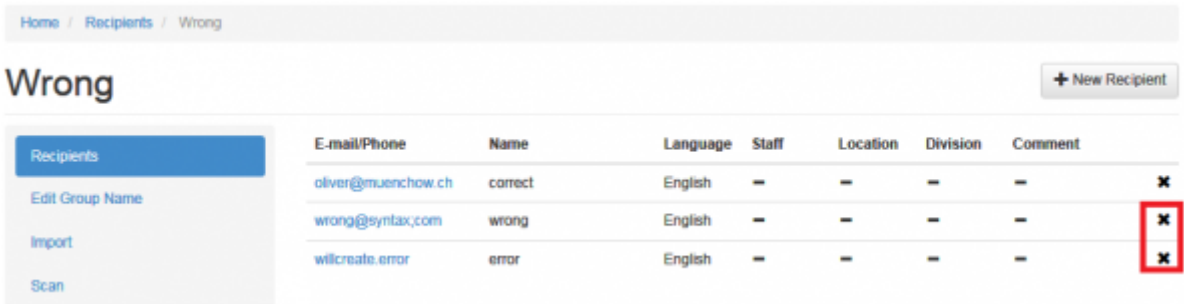 Home / Recipients / Wrong
Wrong
+ New Recipient
Recipients
Edit Group Name
Import
Scan
E-mail/Phone Name Language Staff Location Division Comment
oliver@muenchow.ch correct English – – – – ✖
wrong@syntax;com wrong English – – – – ✖
willcreate.error error English – – – – ✖